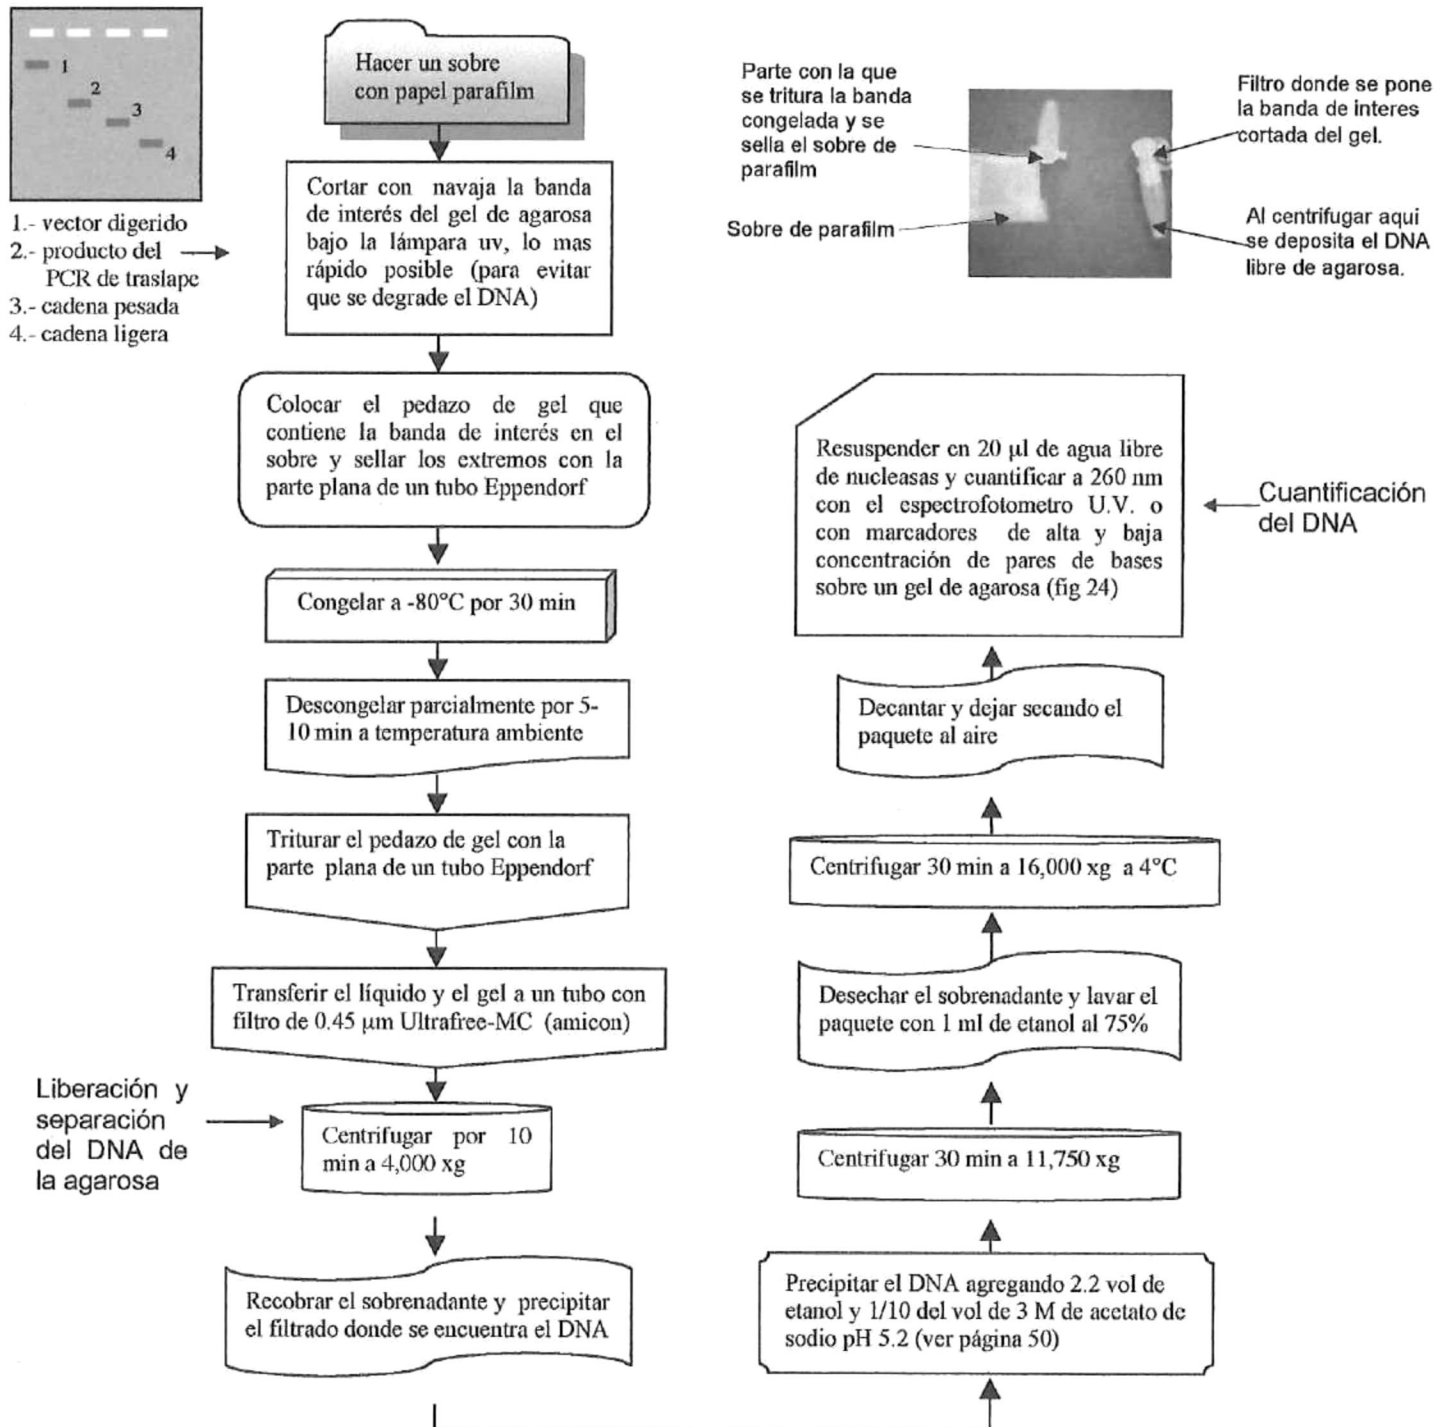 1
2
3
4
1.- vector digerido
2.- producto del
PCR de traslape
3.- cadena pesada
4.- cadena ligera
Hacer un sobre
con papel parafilm
Cortar con navaja la banda
de interés del gel de agarosa
bajo la lámpara uv, lo mas
rápido posible (para evitar
que se degrade el DNA)
Colocar el pedazo de gel que
contiene la banda de interés en el
sobre y sellar los extremos con la
parte plana de un tubo Eppendorf
Congelar a -80°C por 30 min
Descongelar parcialmente por 5-
10 min a temperatura ambiente
Triturar el pedazo de gel con la
parte plana de un tubo Eppendorf
Transferir el líquido y el gel a un tubo con
filtro de 0.45 µm Ultrafree-MC (amicon)
Liberación y
separación
del DNA de
la agarosa
Centrifugar por 10
min a 4,000 xg
Recobrar el sobrenadante y precipitar
el filtrado donde se encuentra el DNA
Parte con la que
se tritura la banda
congelada y se
sella el sobre de
parafilm
Sobre de parafilm
Filtro donde se pone
la banda de interes
cortada del gel.
Al centrifugar aqui
se deposita el DNA
libre de agarosa.
Resuspender en 20 µl de agua libre
de nucleasas y cuantificar a 260 nm
con el espectrofotometro U.V. o
con marcadores de alta y baja
concentración de pares de bases
sobre un gel de agarosa (fig 24)
Cuantificación
del DNA
Decantar y dejar secando el
paquete al aire
Centrifugar 30 min a 16,000 xg a 4°C
Desechar el sobrenadante y lavar el
paquete con 1 ml de etanol al 75%
Centrifugar 30 min a 11,750 xg
Precipitar el DNA agregando 2.2 vol de
etanol y 1/10 del vol de 3 M de acetato de
sodio pH 5.2 (ver página 50)